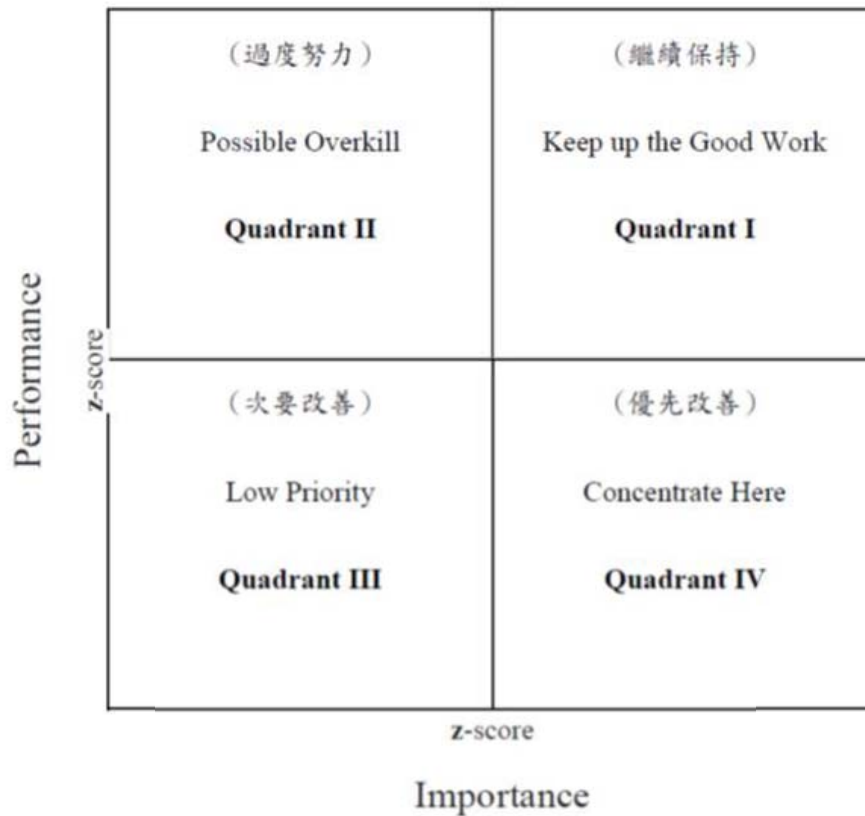 Performance
z-score
（過度努力）
Possible Overkill
Quadrant II
（繼續保持）
Keep up the Good Work
Quadrant I
（次要改善）
Low Priority
Quadrant III
（優先改善）
Concentrate Here
Quadrant IV
z-score
Importance